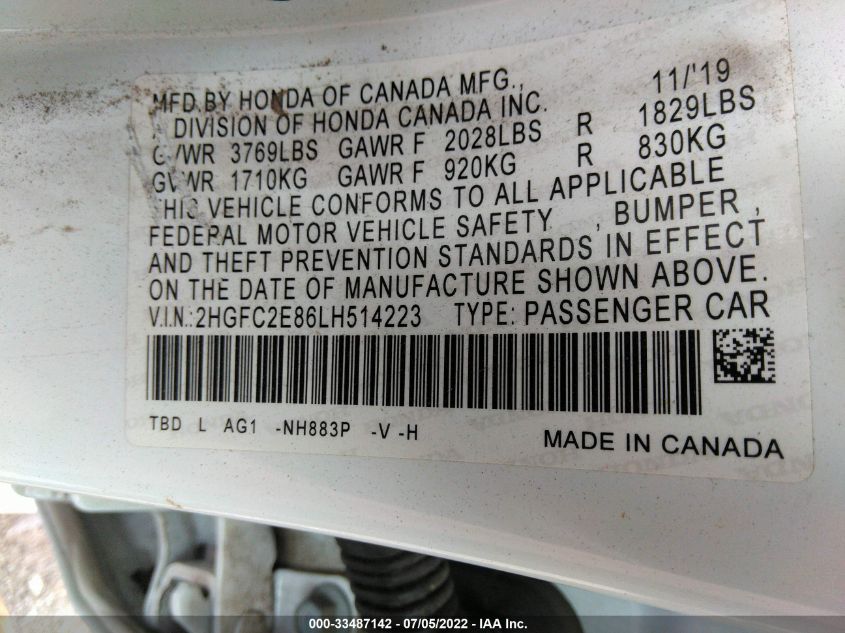 MFD.BY HONDA OF CANADA MFG., 11/'19
A DIVISION OF HONDA CANADA INC.
GVWR 3769LBS GAWR F 2028LBS R 1829LBS
GVWR 1710KG GAWR F 920KG R 830KG
THIS VEHICLE CONFORMS TO ALL APPLICABLE
FEDERAL MOTOR VEHICLE SAFETY , BUMPER ,
AND THEFT PREVENTION STANDARDS IN EFFECT
ON THE DATE OF MANUFACTURE SHOWN ABOVE.
V.I.N.:2HGFC2E86LH514223 TYPE: PASSENGER CAR
TBD L AG1 -NH883P -V -H
MADE IN CANADA
000-33487142 - 07/05/2022 - IAA Inc.